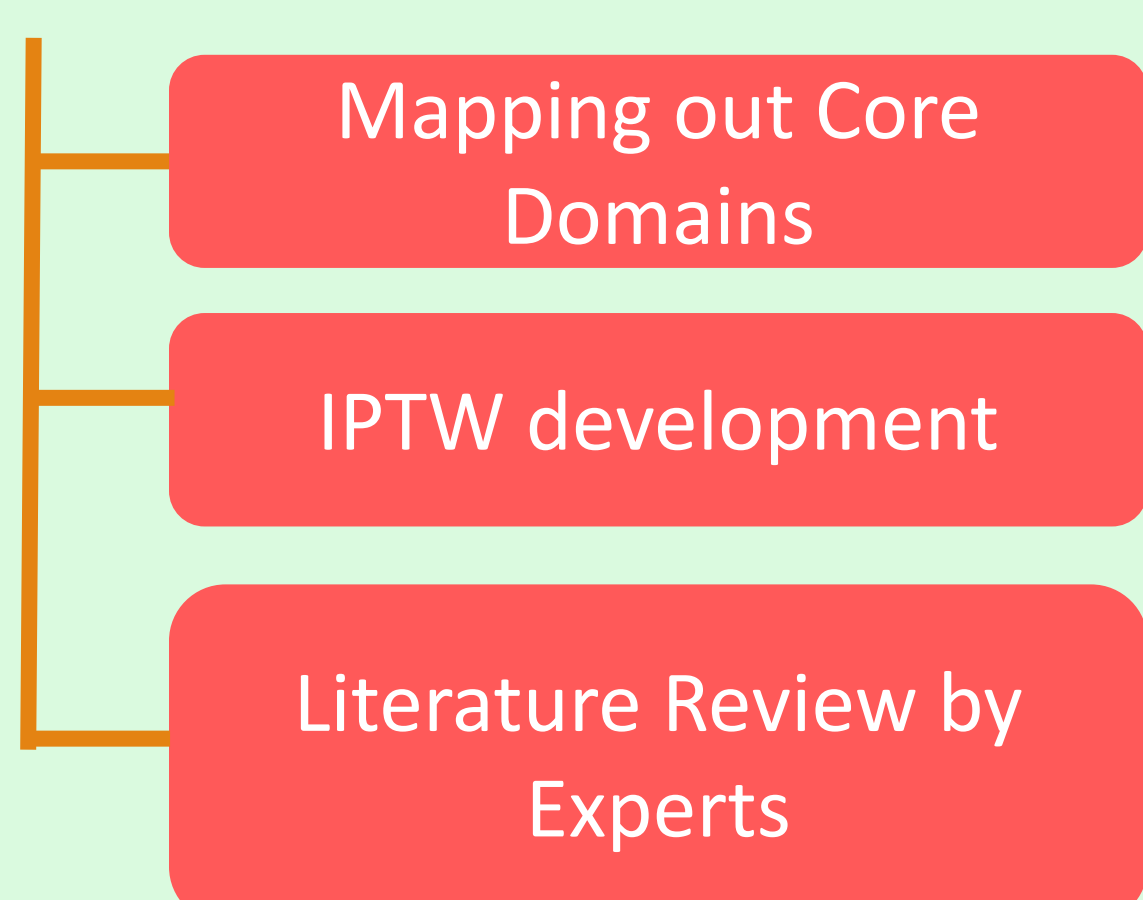 Mapping out Core
Domains
IPTW development
Literature Review by
Experts